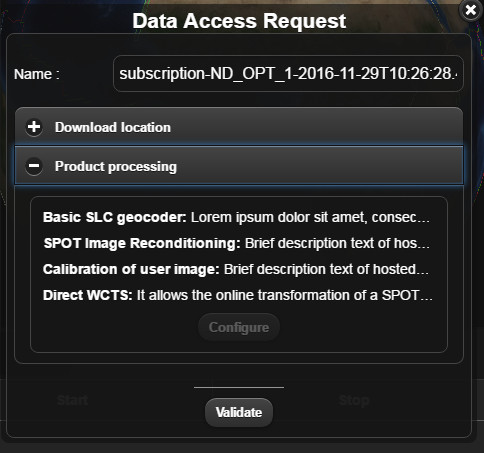 Data Access Request
Name :
subscription-ND_OPT_1-2016-11-29T10:26:28.
Download location
Product processing
Basic SLC geocoder: Lorem ipsum dolor sit amet, consec...
SPOT Image Reconditioning: Brief description text of hos...
Calibration of user image: Brief description text of hosted...
Direct WCTS: It allows the online transformation of a SPOT...
Configure
Start
Stop
Validate